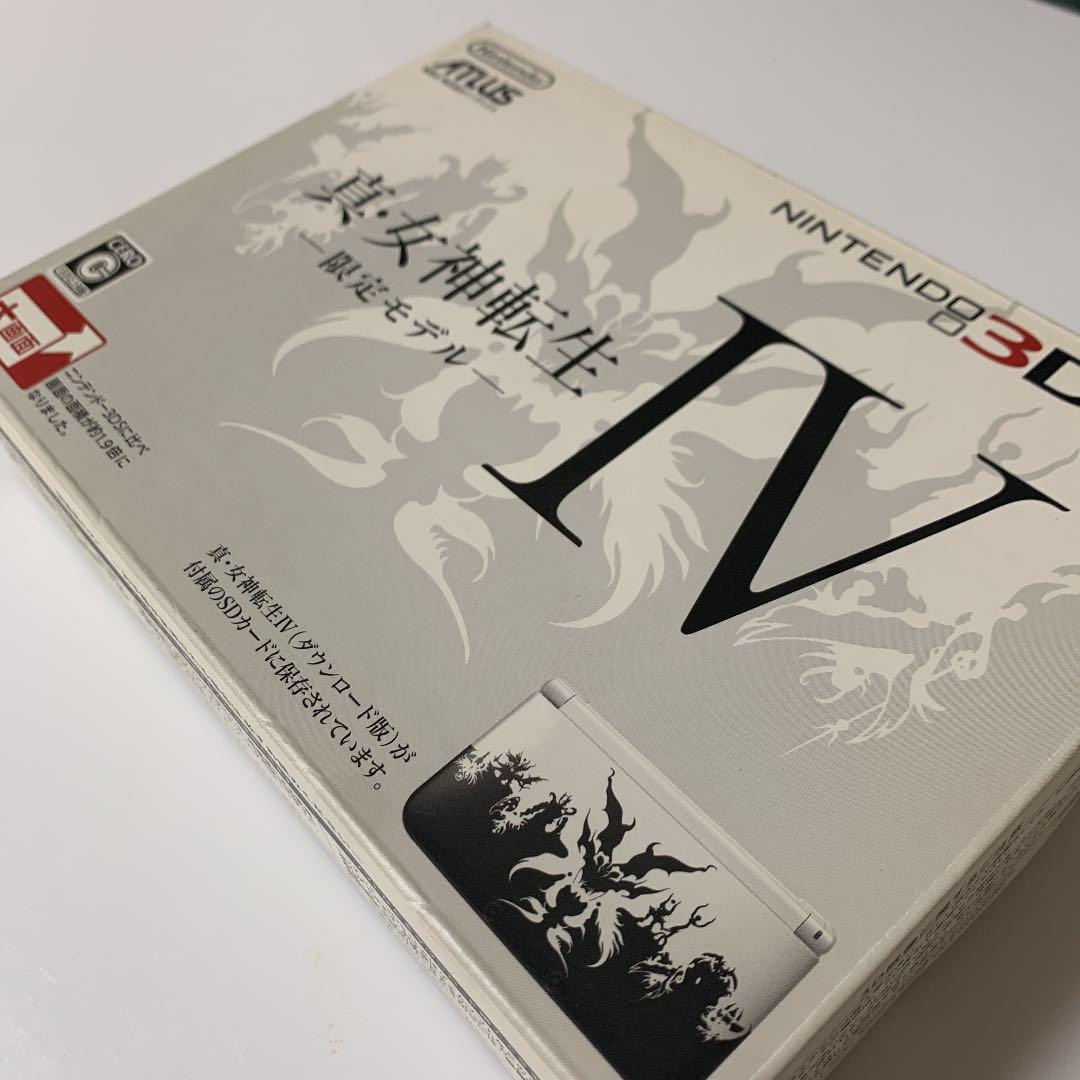 Nintendo
ATLUS
NINTENDO 3D
真・女神転生
IV
―限定モデル―
CERO
C
+画面
ニンテンドー3DSに比べ
画面の面積が約1.9倍に
なりました。
真・女神転生IV(ダウンロード版)が
付属のSDカードに保存されています。